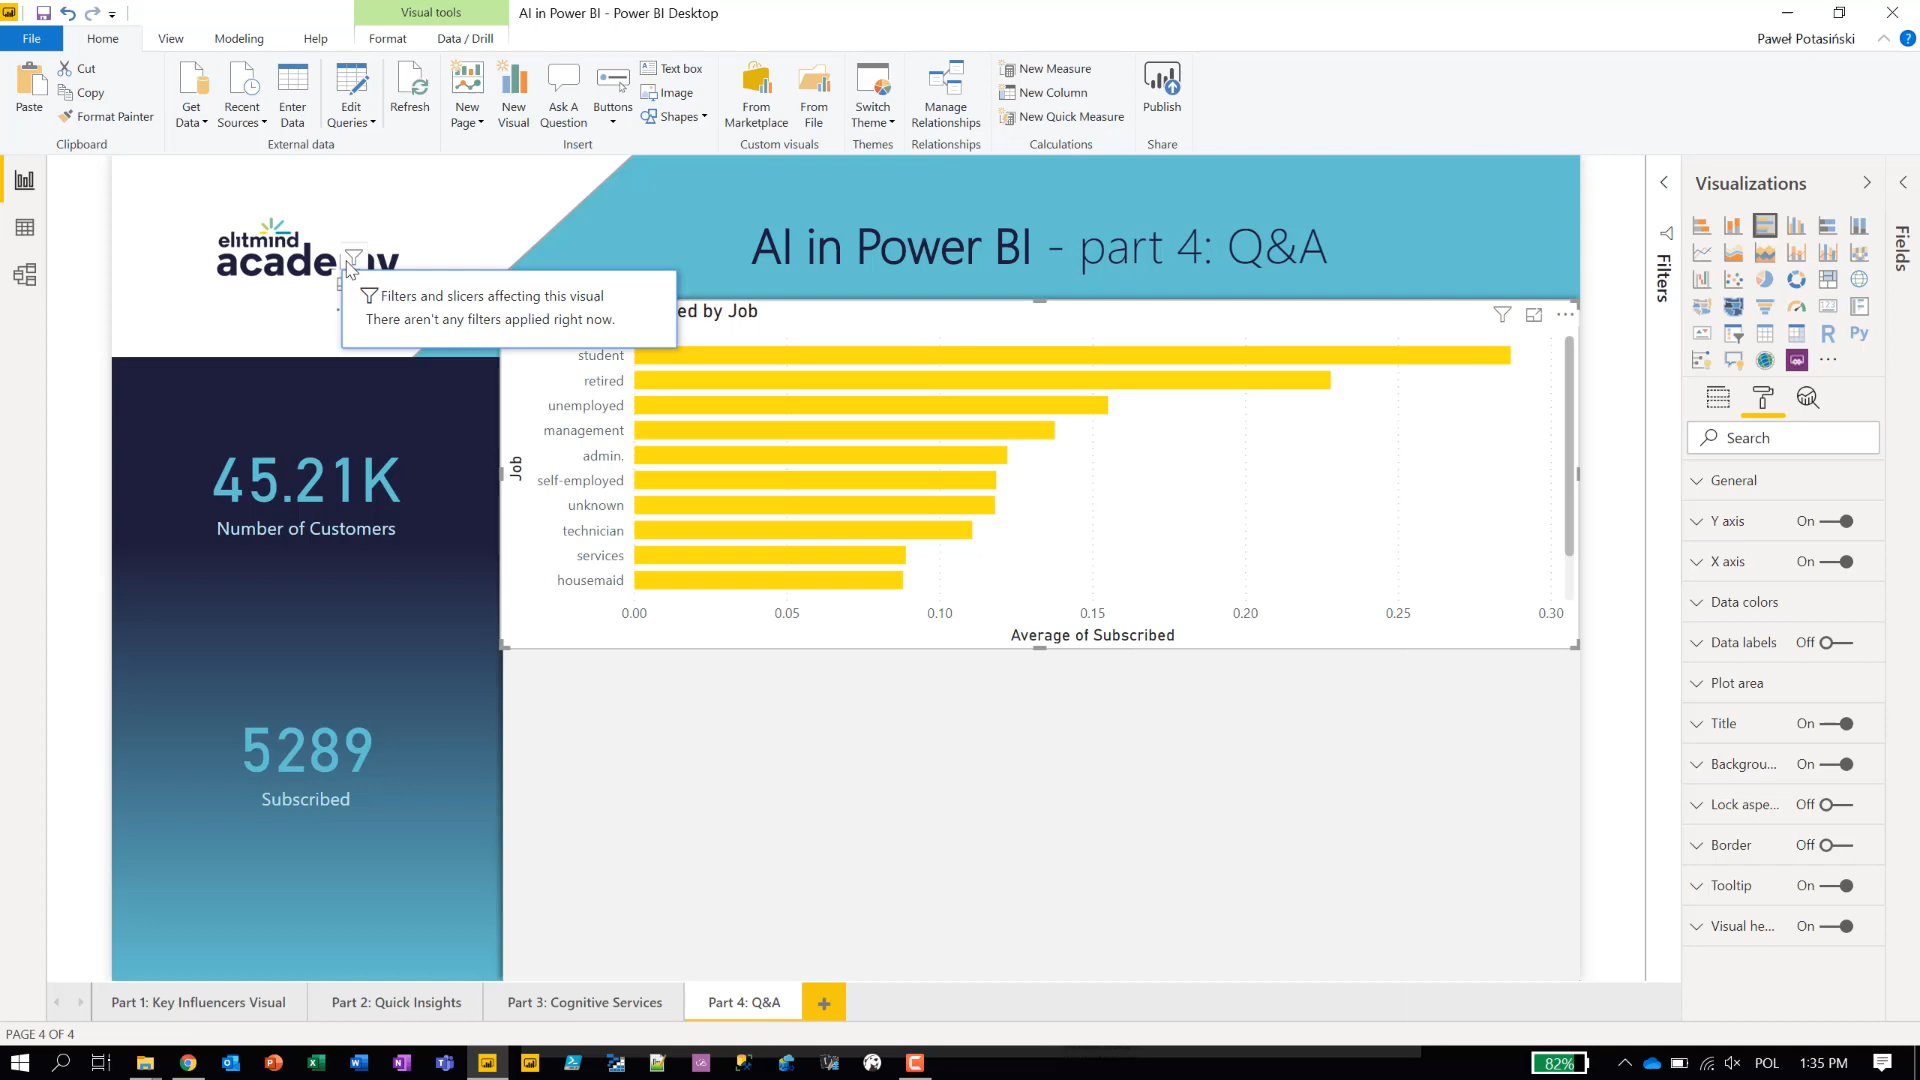 Visual tools
AI in Power BI - Power BI Desktop
File
Home
View
Modeling
Help
Format
Data / Drill
Paweł Potasiński
Paste
Cut
Copy
Format Painter
Clipboard
Get Data
Recent Sources
Enter Data
Edit Queries
External data
Refresh
New Page
New Visual
Ask A Question
Buttons
Text box
Image
Shapes
Insert
From Marketplace
From File
Custom visuals
Switch Theme
Themes
Manage Relationships
Relationships
New Measure
New Column
New Quick Measure
Calculations
Publish
Share
elitmind
acade
AI in Power BI - part 4: Q&A
Filters and slicers affecting this visual
There aren't any filters applied right now.
ed by Job
Job
student
retired
unemployed
management
admin.
self-employed
unknown
technician
services
housemaid
0.00
0.05
0.10
0.15
0.20
0.25
0.30
Average of Subscribed
45.21K
Number of Customers
5289
Subscribed
Filters
Visualizations
R
Py
Search
General
Y axis On
X axis On
Data colors
Data labels Off
Plot area
Title On
Backgrou... On
Lock aspe... Off
Border Off
Tooltip On
Visual he... On
Fields
Part 1: Key Influencers Visual
Part 2: Quick Insights
Part 3: Cognitive Services
Part 4: Q&A
PAGE 4 OF 4
82%
POL
1:35 PM